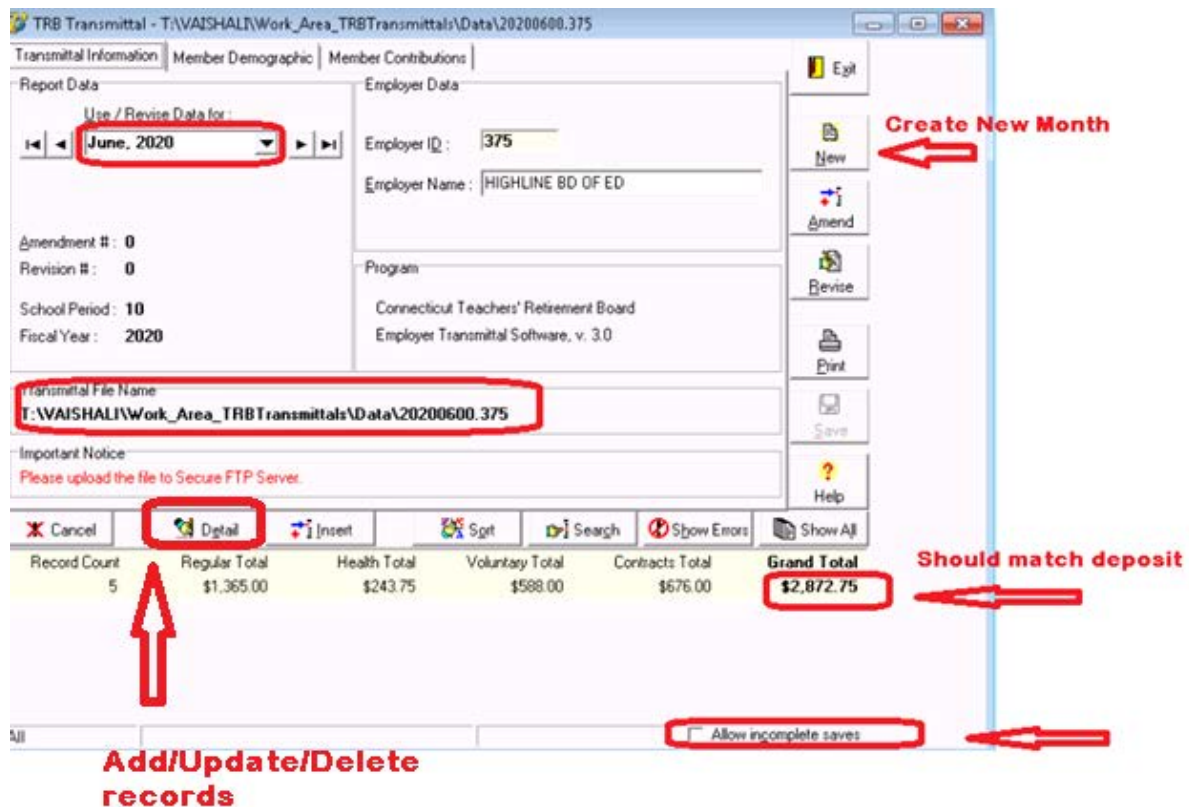 TRB Transmittal - T:\VAISHALI\Work_Area_TRBTransmittals\Data\20200600.375
Transmittal Information Member Demographic Member Contributions
Exit
Report Data
Employer Data
Use / Revise Data for :
June, 2020
Employer ID : 375
Employer Name : HIGHLINE BD OF ED
New
Create New Month
Amend
Amendment # : 0
Revision # : 0
School Period : 10
Fiscal Year : 2020
Program
Connecticut Teachers' Retirement Board
Employer Transmittal Software, v. 3.0
Revise
Print
Transmittal File Name
T:\VAISHALI\Work_Area_TRBTransmittals\Data\20200600.375
Save
Important Notice
Please upload the file to Secure FTP Server.
Help
Cancel Detail Insert Sort Search Show Errors Show All
Record Count Regular Total Health Total Voluntary Total Contracts Total Grand Total
5 $1,365.00 $243.75 $588.00 $676.00 $2,872.75
Should match deposit
All
Allow incomplete saves
Add/Update/Delete
records